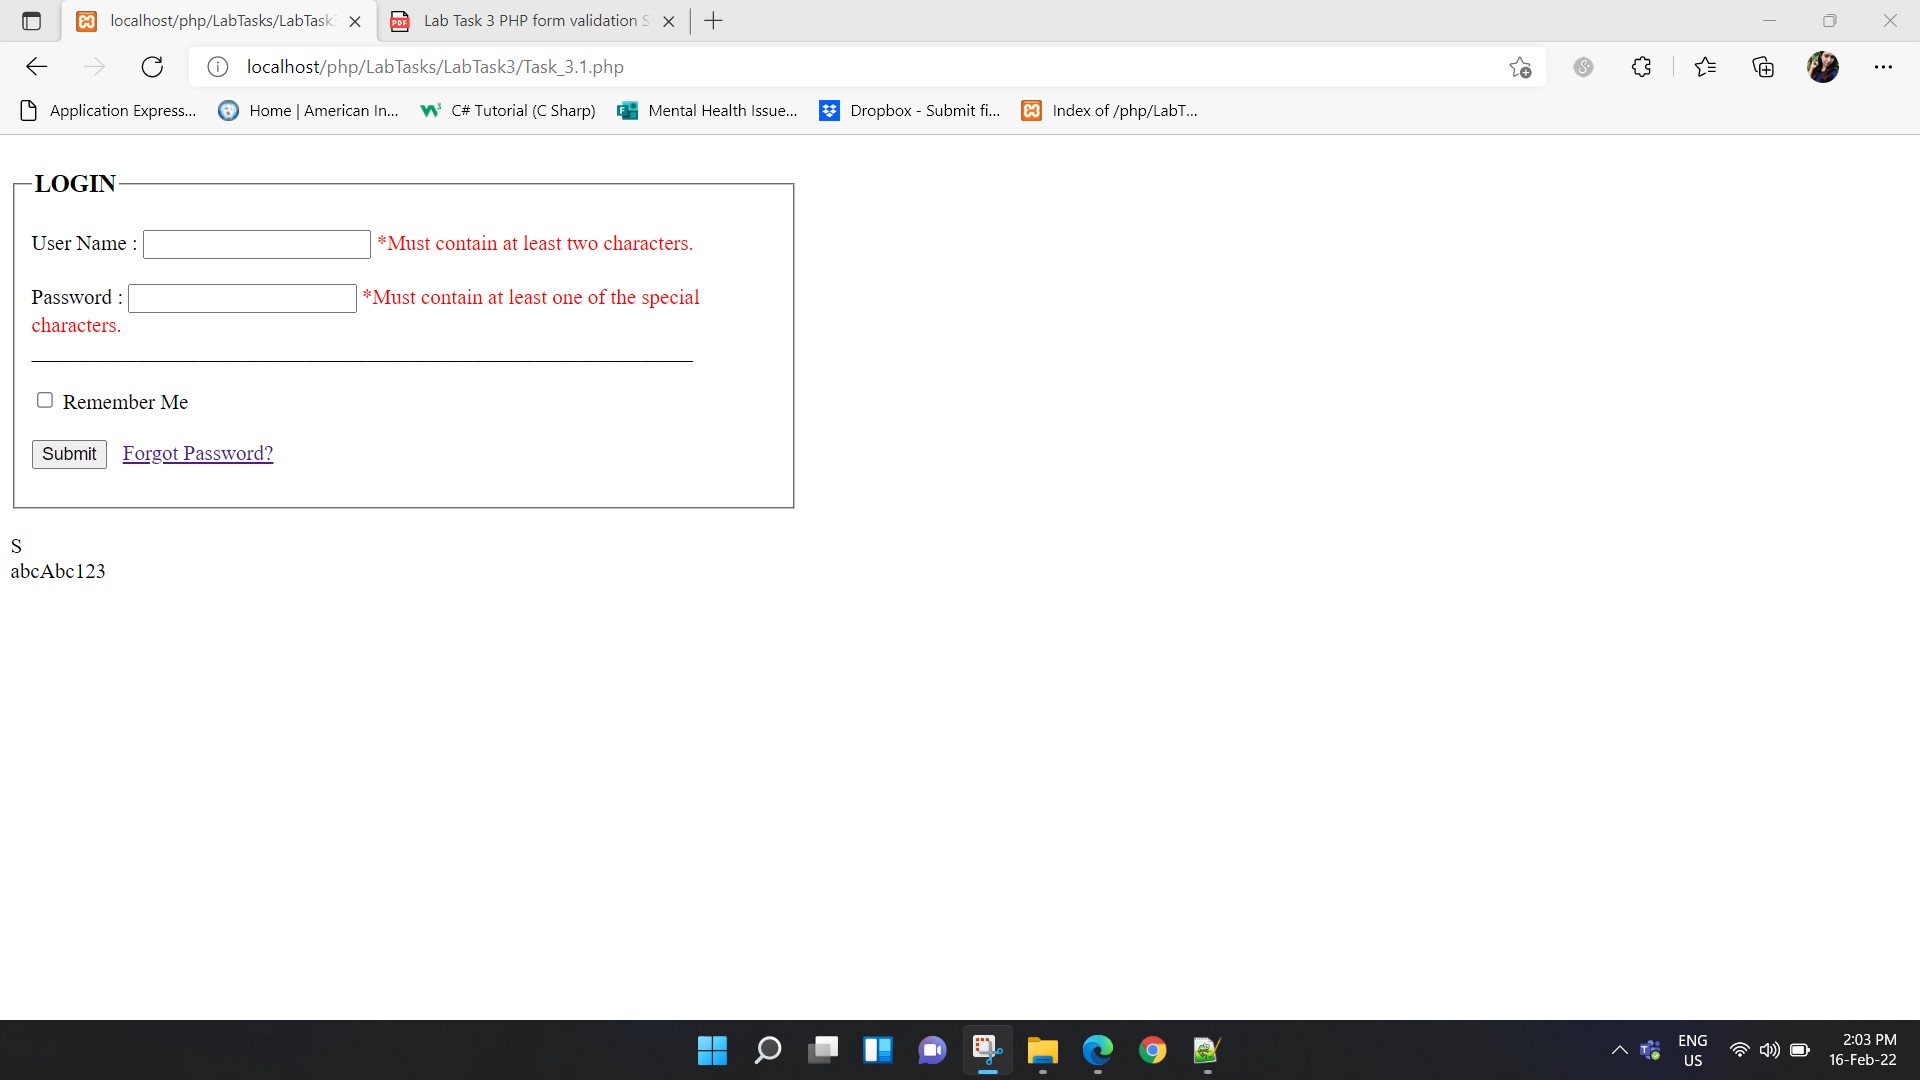 localhost/php/LabTasks/LabTask3
Lab Task 3 PHP form validation S
localhost/php/LabTasks/LabTask3/Task_3.1.php
Application Express...
Home | American In...
C# Tutorial (C Sharp)
Mental Health Issue...
Dropbox - Submit fi...
Index of /php/LabT...
LOGIN
User Name : *Must contain at least two characters.
Password : *Must contain at least one of the special
characters.
Remember Me
Submit Forgot Password?
S
abcAbc123
ENG
US
2:03 PM
16-Feb-22